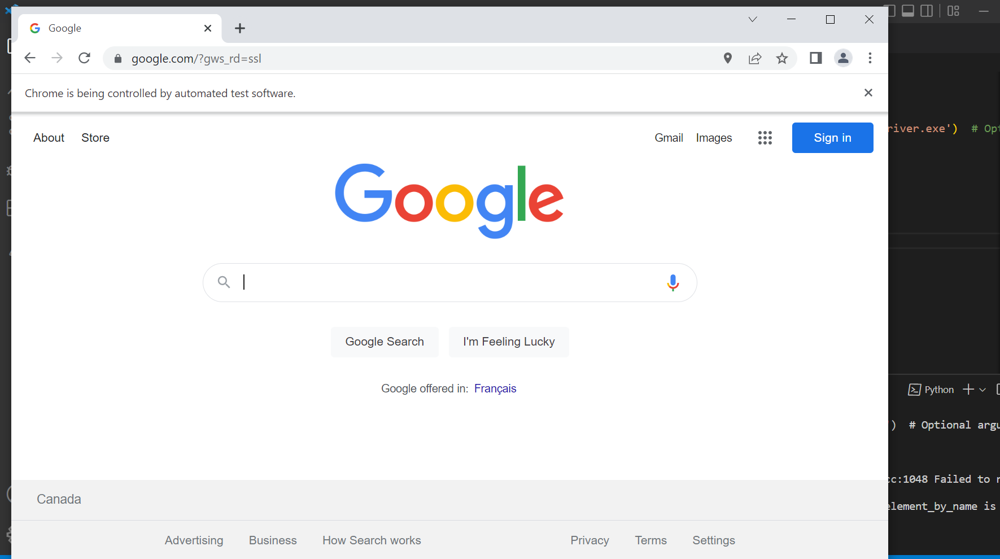 Google
google.com/?gws_rd=ssl
Chrome is being controlled by automated test software.
About Store Gmail Images Sign in
Google
Google Search I'm Feeling Lucky
Google offered in: Français
Canada
Advertising Business How Search works Privacy Terms Settings
river.exe') # Opt
Python
') # Optional argu
cc:1048 Failed to r
element_by_name is